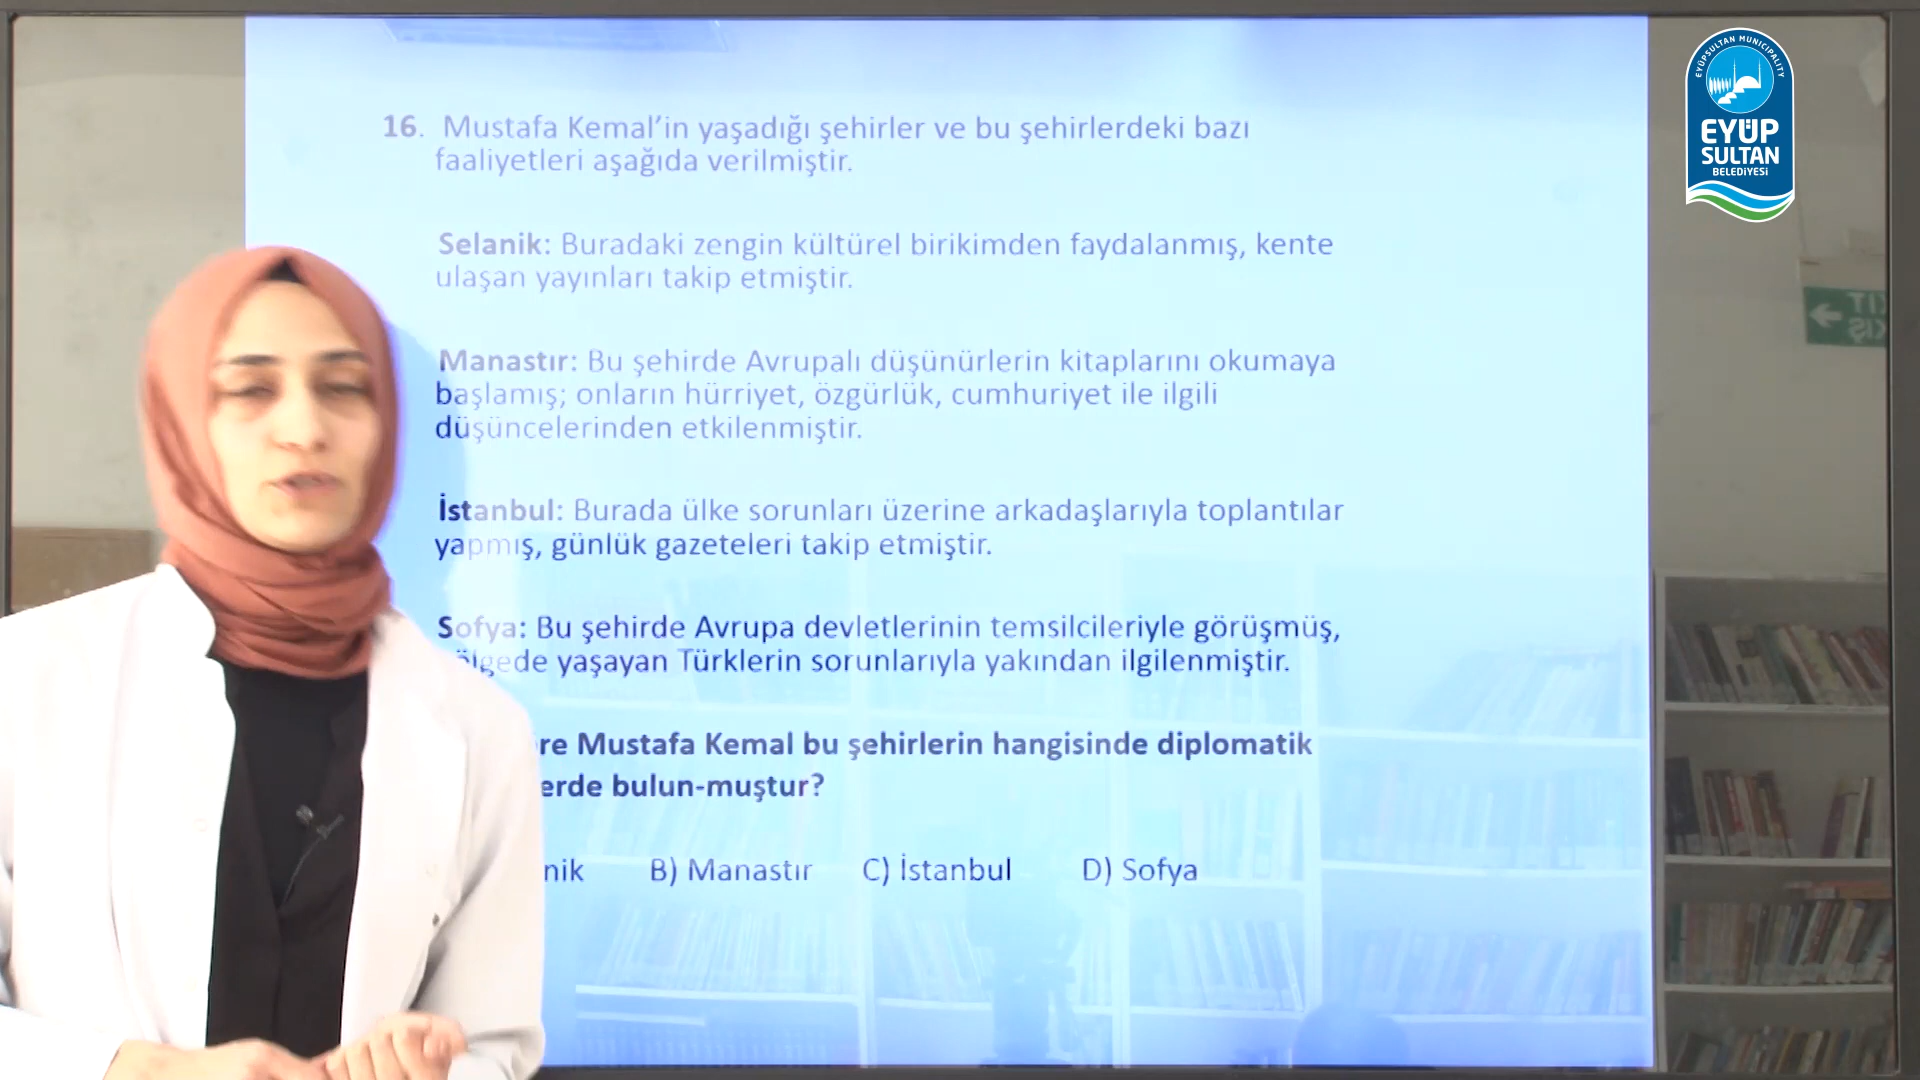 EYÜPSULTAN MUNICIPALITY
EYÜP
SULTAN
BELEDİYESİ
16. Mustafa Kemal'in yaşadığı şehirler ve bu şehirlerdeki bazı
faaliyetleri aşağıda verilmiştir.
Selanik: Buradaki zengin kültürel birikimden faydalanmış, kente
ulaşan yayınları takip etmiştir.
Manastır: Bu şehirde Avrupalı düşünürlerin kitaplarını okumaya
başlamış; onların hürriyet, özgürlük, cumhuriyet ile ilgili
düşüncelerinden etkilenmiştir.
İstanbul: Burada ülke sorunları üzerine arkadaşlarıyla toplantılar
yapmış, günlük gazeteleri takip etmiştir.
Sofya: Bu şehirde Avrupa devletlerinin temsilcileriyle görüşmüş,
ölgede yaşayan Türklerin sorunlarıyla yakından ilgilenmiştir.
re Mustafa Kemal bu şehirlerin hangisinde diplomatik
erde bulun-muştur?
nik B) Manastır C) İstanbul D) Sofya